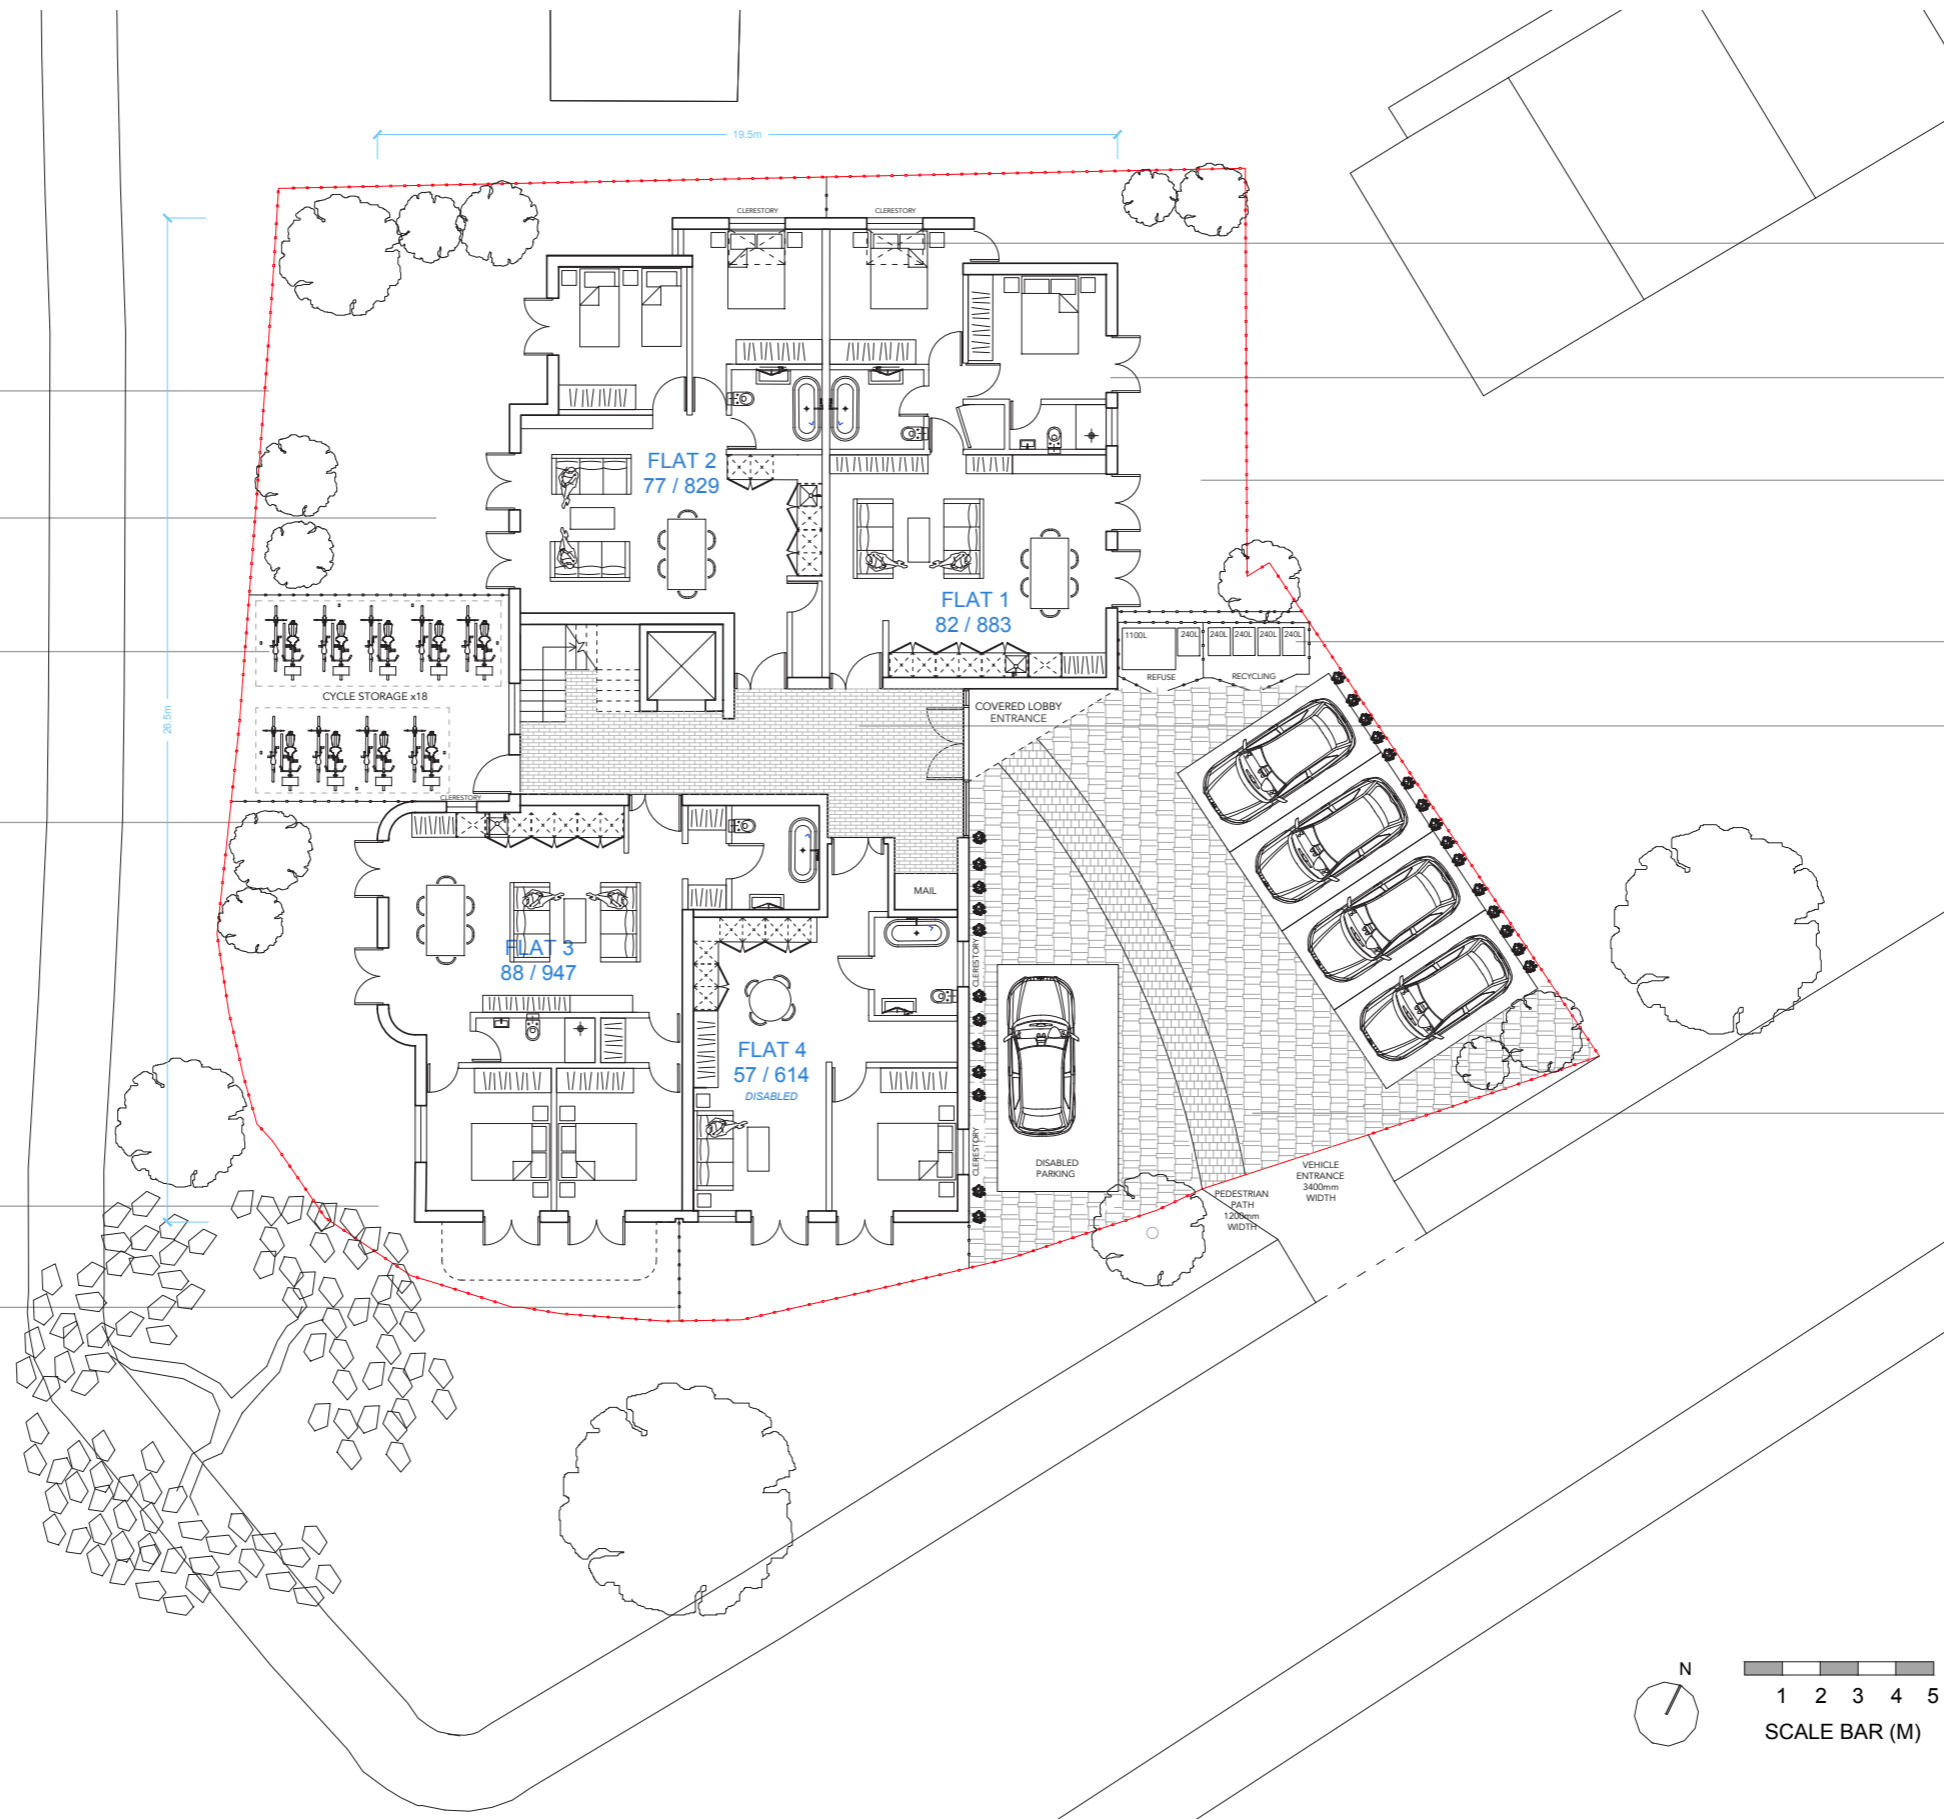 19.5m
CLERESTORY
CLERESTORY
FLAT 2
77 / 829
FLAT 1
82 / 883
26.5m
CYCLE STORAGE x18
1100L
240L
240L
240L
240L
240L
REFUSE
RECYCLING
COVERED LOBBY
ENTRANCE
CLERESTORY
MAIL
FLAT 3
88 / 947
CLERESTORY
FLAT 4
57 / 614
DISABLED
CLERESTORY
DISABLED
PARKING
VEHICLE
ENTRANCE
3400mm
WIDTH
PEDESTRIAN
PATH
1200mm
WIDTH
N
1 2 3 4 5
SCALE BAR (M)